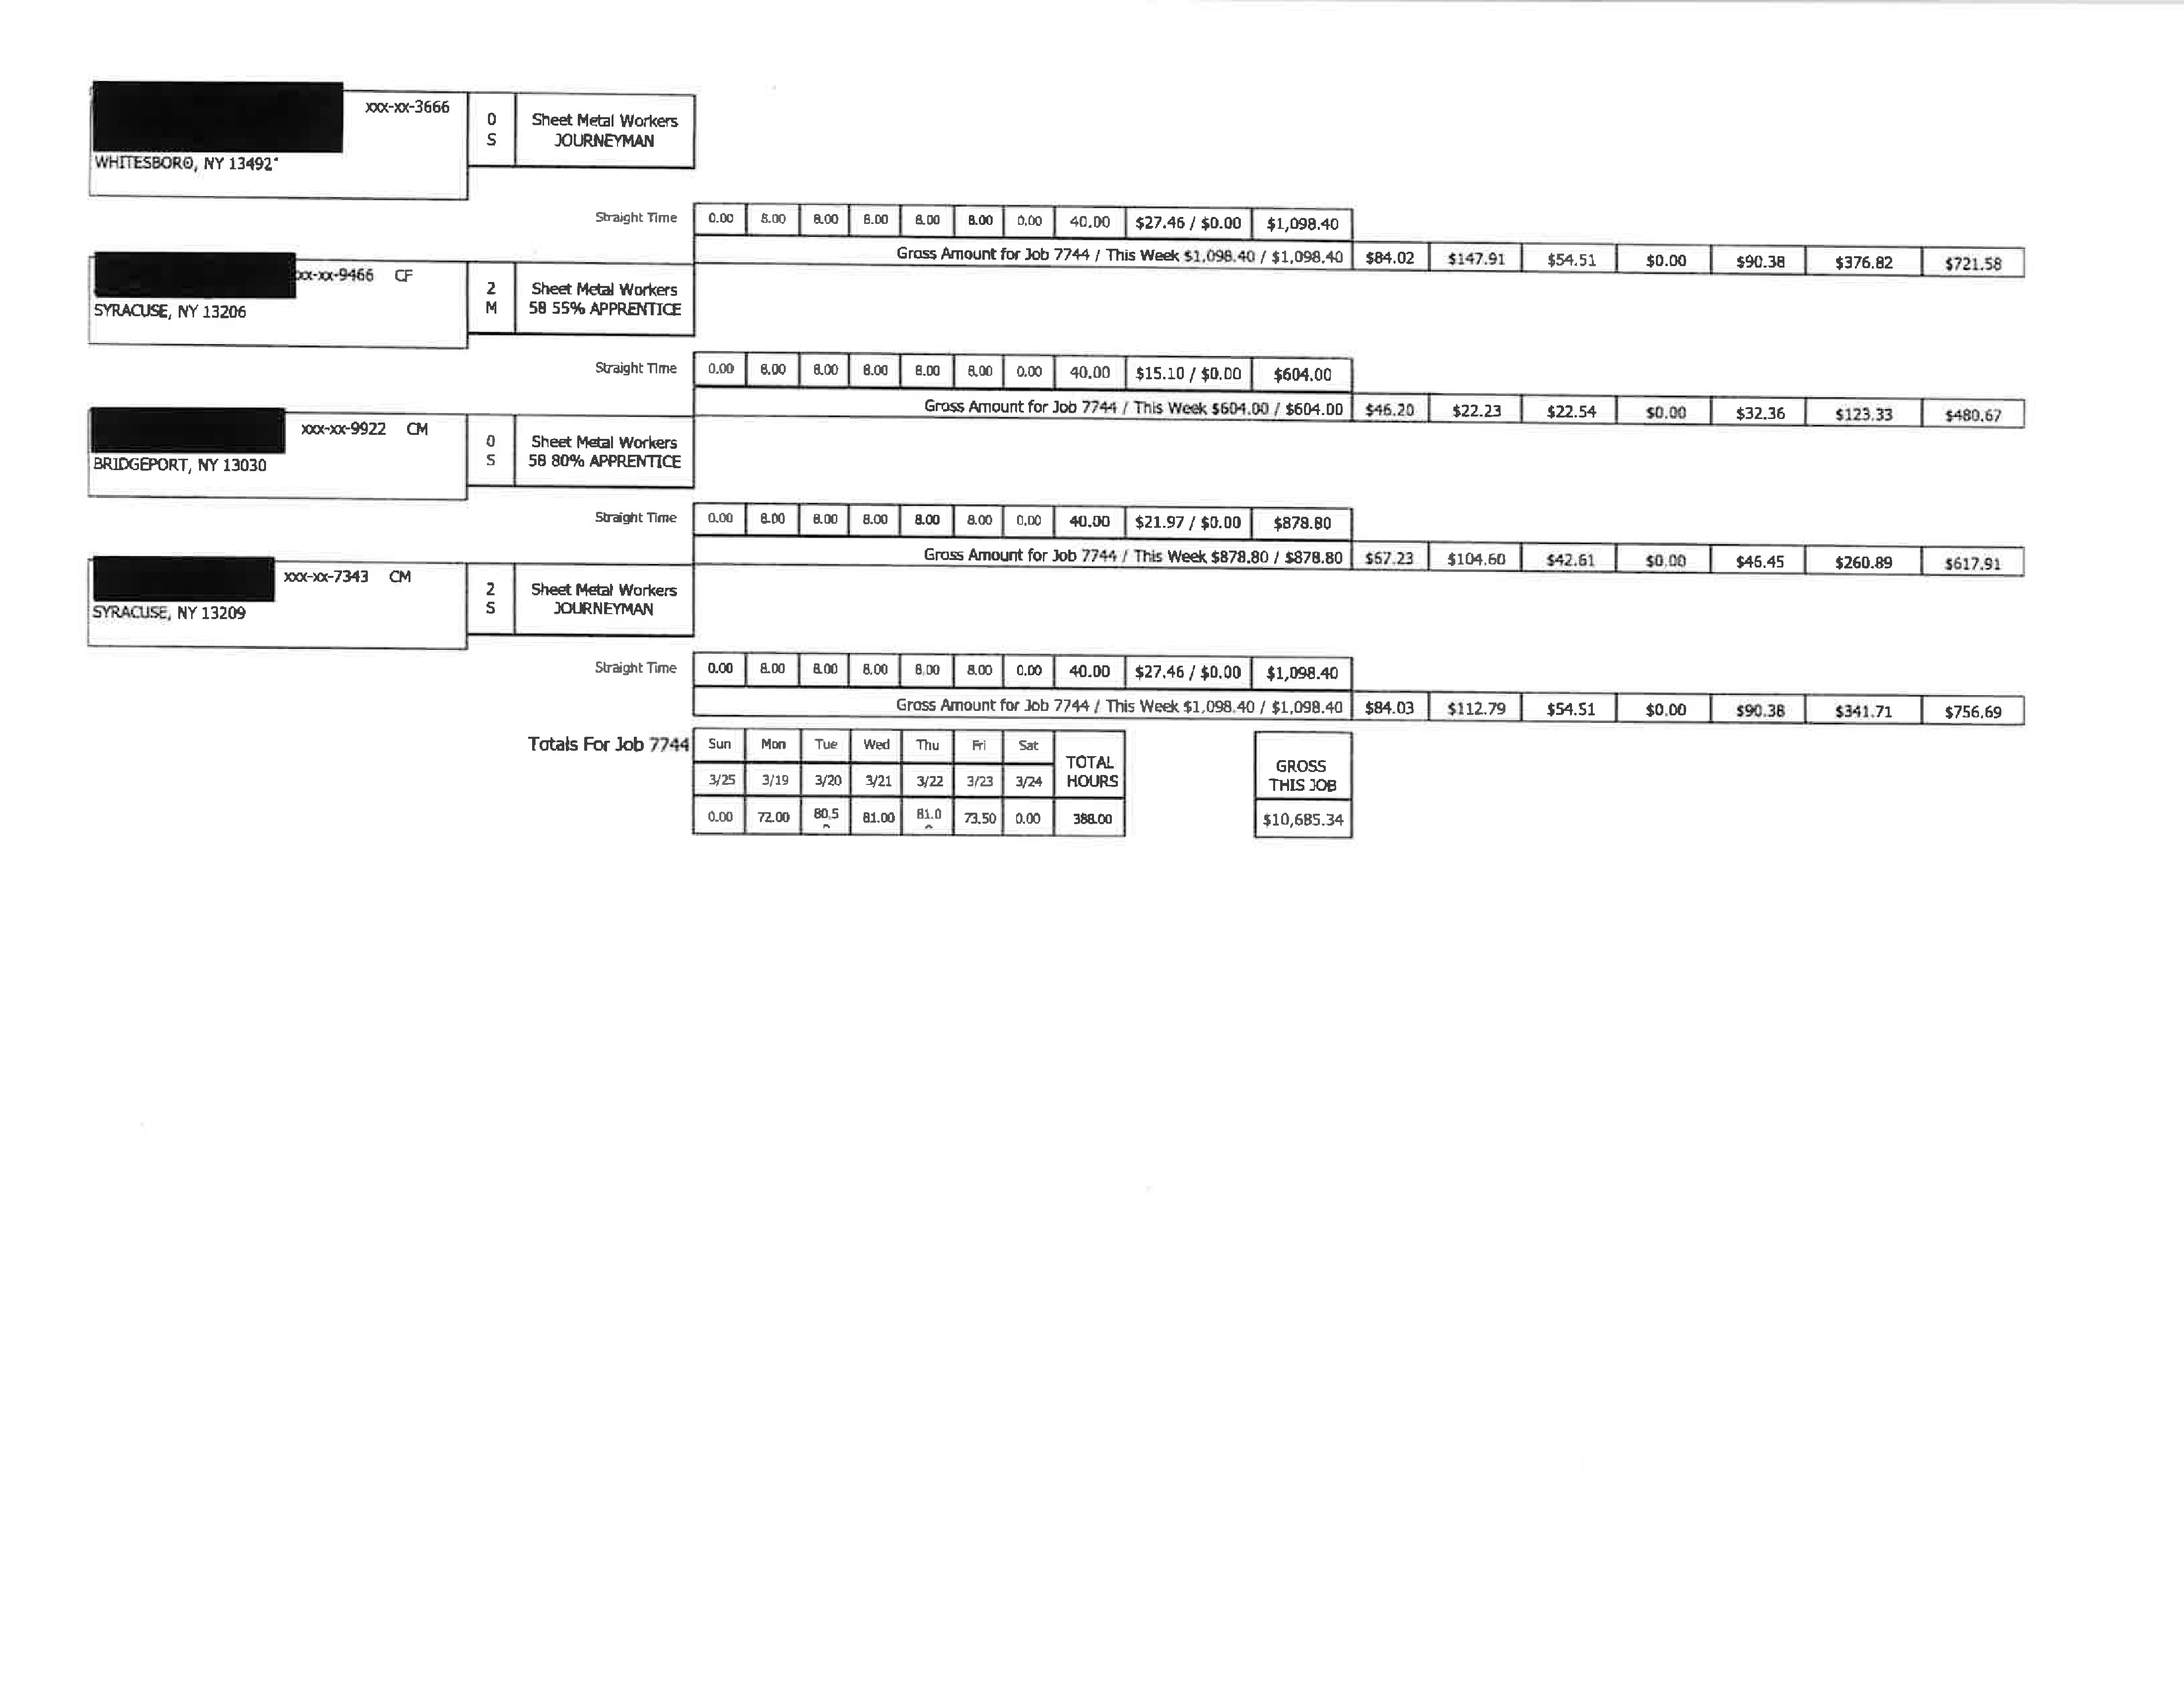 xxx-xx-3666
0
S
Sheet Metal Workers
JOURNEYMAN
WHITESBORO, NY 13492
Straight Time 0.00 8.00 8.00 8.00 8.00 8.00 0.00 40.00 $27.46 / $0.00 $1,098.40
Gross Amount for Job 7744 / This Week $1,098.40 / $1,098.40 $84.02 $147.91 $54.51 $0.00 $90.38 $376.82 $721.58
xx-xx-9466 CF
2
M
Sheet Metal Workers
58 55% APPRENTICE
SYRACUSE, NY 13206
Straight Time 0.00 8.00 8.00 8.00 8.00 8.00 0.00 40.00 $15.10 / $0.00 $604.00
Gross Amount for Job 7744 / This Week $604.00 / $604.00 $46.20 $22.23 $22.54 $0.00 $32.36 $123.33 $480.67
xxx-xx-9922 CM
0
S
Sheet Metal Workers
58 80% APPRENTICE
BRIDGEPORT, NY 13030
Straight Time 0.00 8.00 8.00 8.00 8.00 8.00 0.00 40.00 $21.97 / $0.00 $878.80
Gross Amount for Job 7744 / This Week $878.80 / $878.80 $67.23 $104.60 $42.61 $0.00 $46.45 $260.89 $617.91
xxx-xx-7343 CM
2
S
Sheet Metal Workers
JOURNEYMAN
SYRACUSE, NY 13209
Straight Time 0.00 8.00 8.00 8.00 8.00 8.00 0.00 40.00 $27.46 / $0.00 $1,098.40
Gross Amount for Job 7744 / This Week $1,098.40 / $1,098.40 $84.03 $112.79 $54.51 $0.00 $90.38 $341.71 $756.69
Totals For Job 7744 Sun Mon Tue Wed Thu Fri Sat
TOTAL
HOURS
GROSS
THIS JOB
3/25 3/19 3/20 3/21 3/22 3/23 3/24
0.00 72.00 80.5 81.00 81.0 73.50 0.00 388.00 $10,685.34